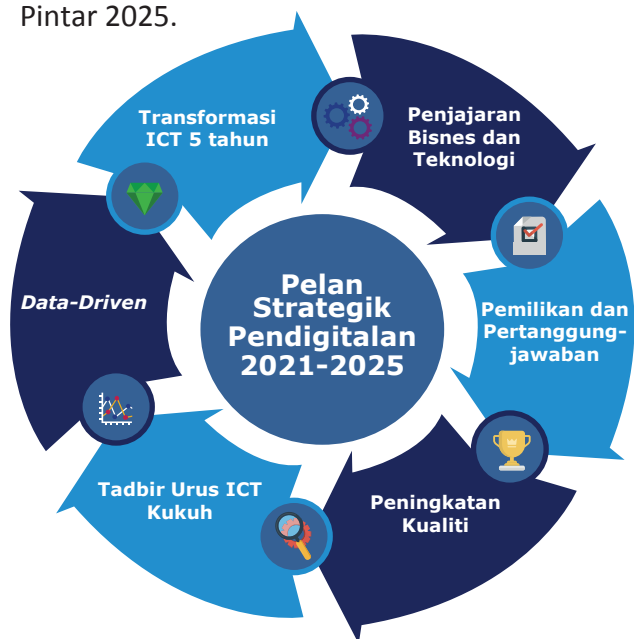 Pintar 2025.
Transformasi
ICT 5 tahun
Penjajaran
Bisnes dan
Teknologi
Pemilikan dan
Pertanggung-
jawaban
Peningkatan
Kualiti
Tadbir Urus ICT
Kukuh
Data-Driven
Pelan
Strategik
Pendigitalan
2021-2025